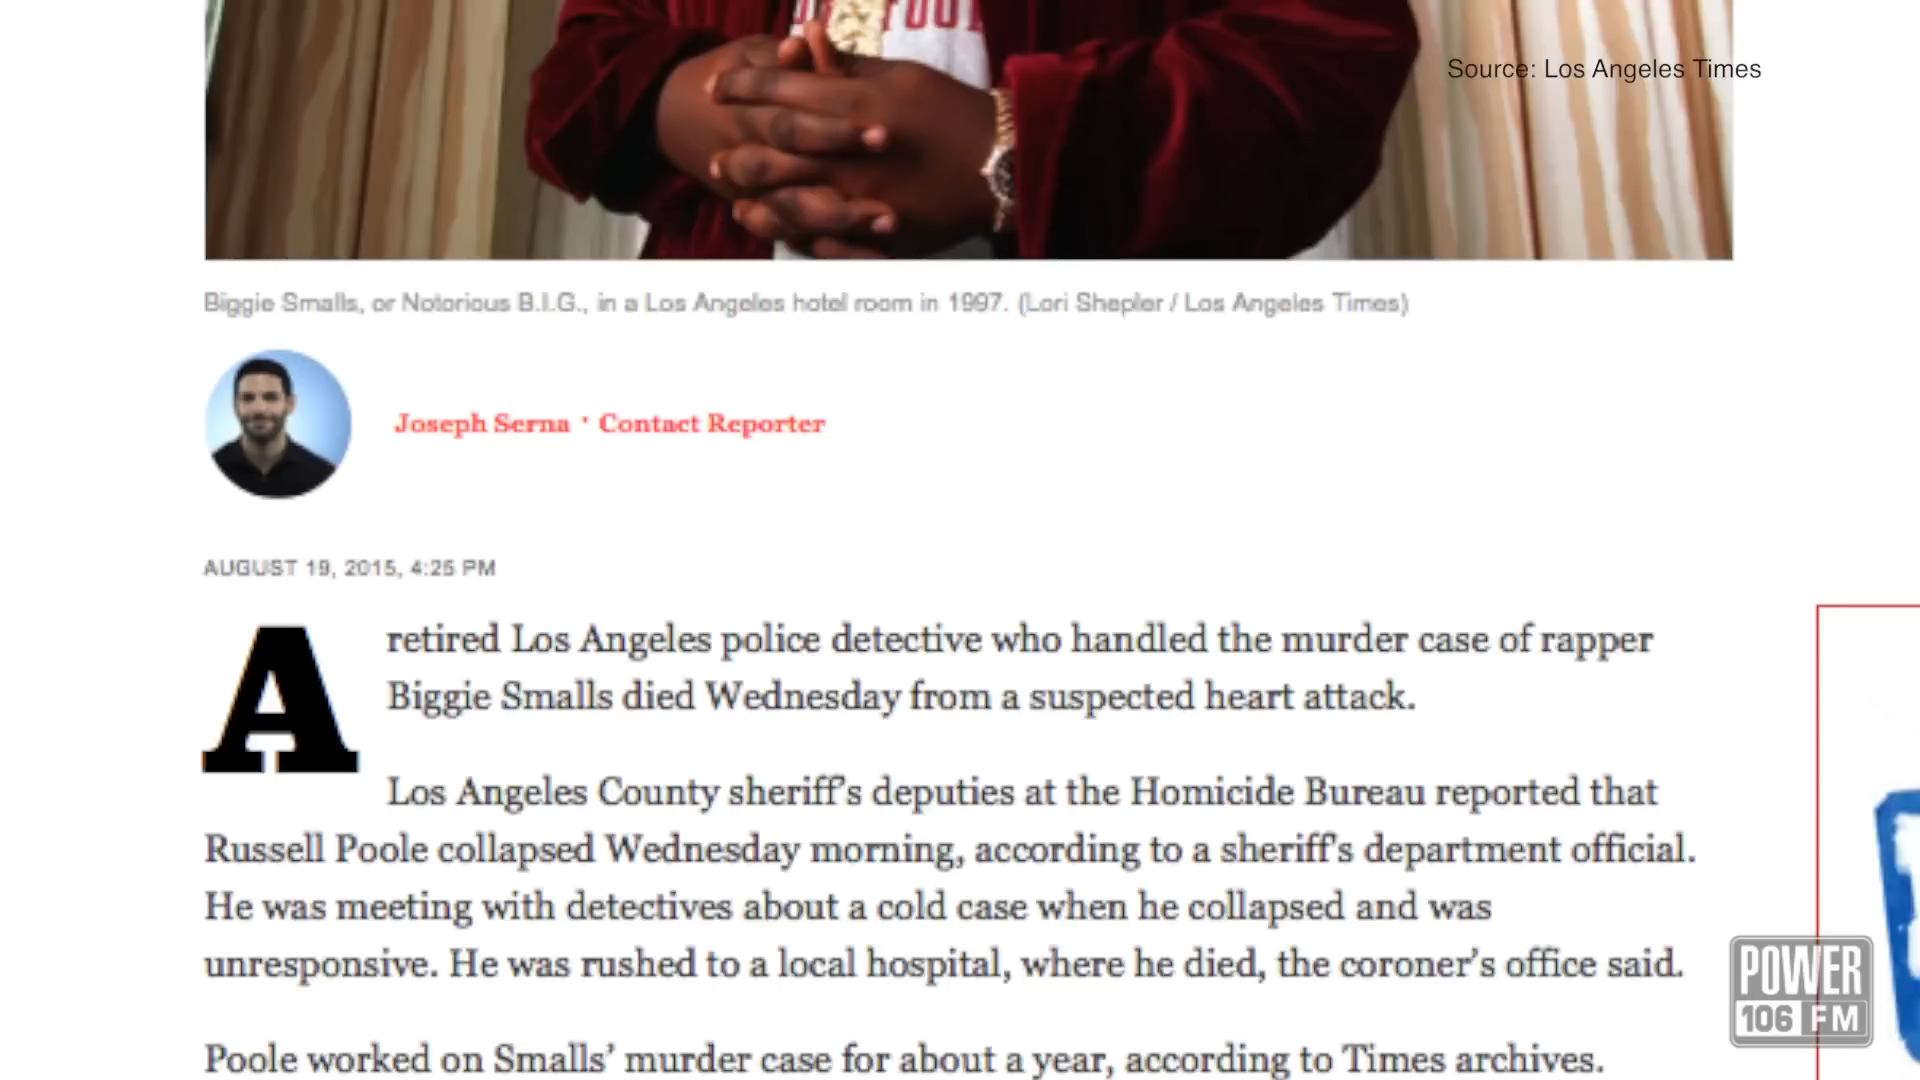 Source: Los Angeles Times
Biggie Smalls, or Notorious B.I.G., in a Los Angeles hotel room in 1997. (Lori Shepler / Los Angeles Times)
Joseph Serna · Contact Reporter
AUGUST 19, 2015, 4:25 PM
A retired Los Angeles police detective who handled the murder case of rapper
Biggie Smalls died Wednesday from a suspected heart attack.
Los Angeles County sheriff's deputies at the Homicide Bureau reported that
Russell Poole collapsed Wednesday morning, according to a sheriff's department official.
He was meeting with detectives about a cold case when he collapsed and was
unresponsive. He was rushed to a local hospital, where he died, the coroner's office said.
Poole worked on Smalls' murder case for about a year, according to Times archives.
POWER
106 FM